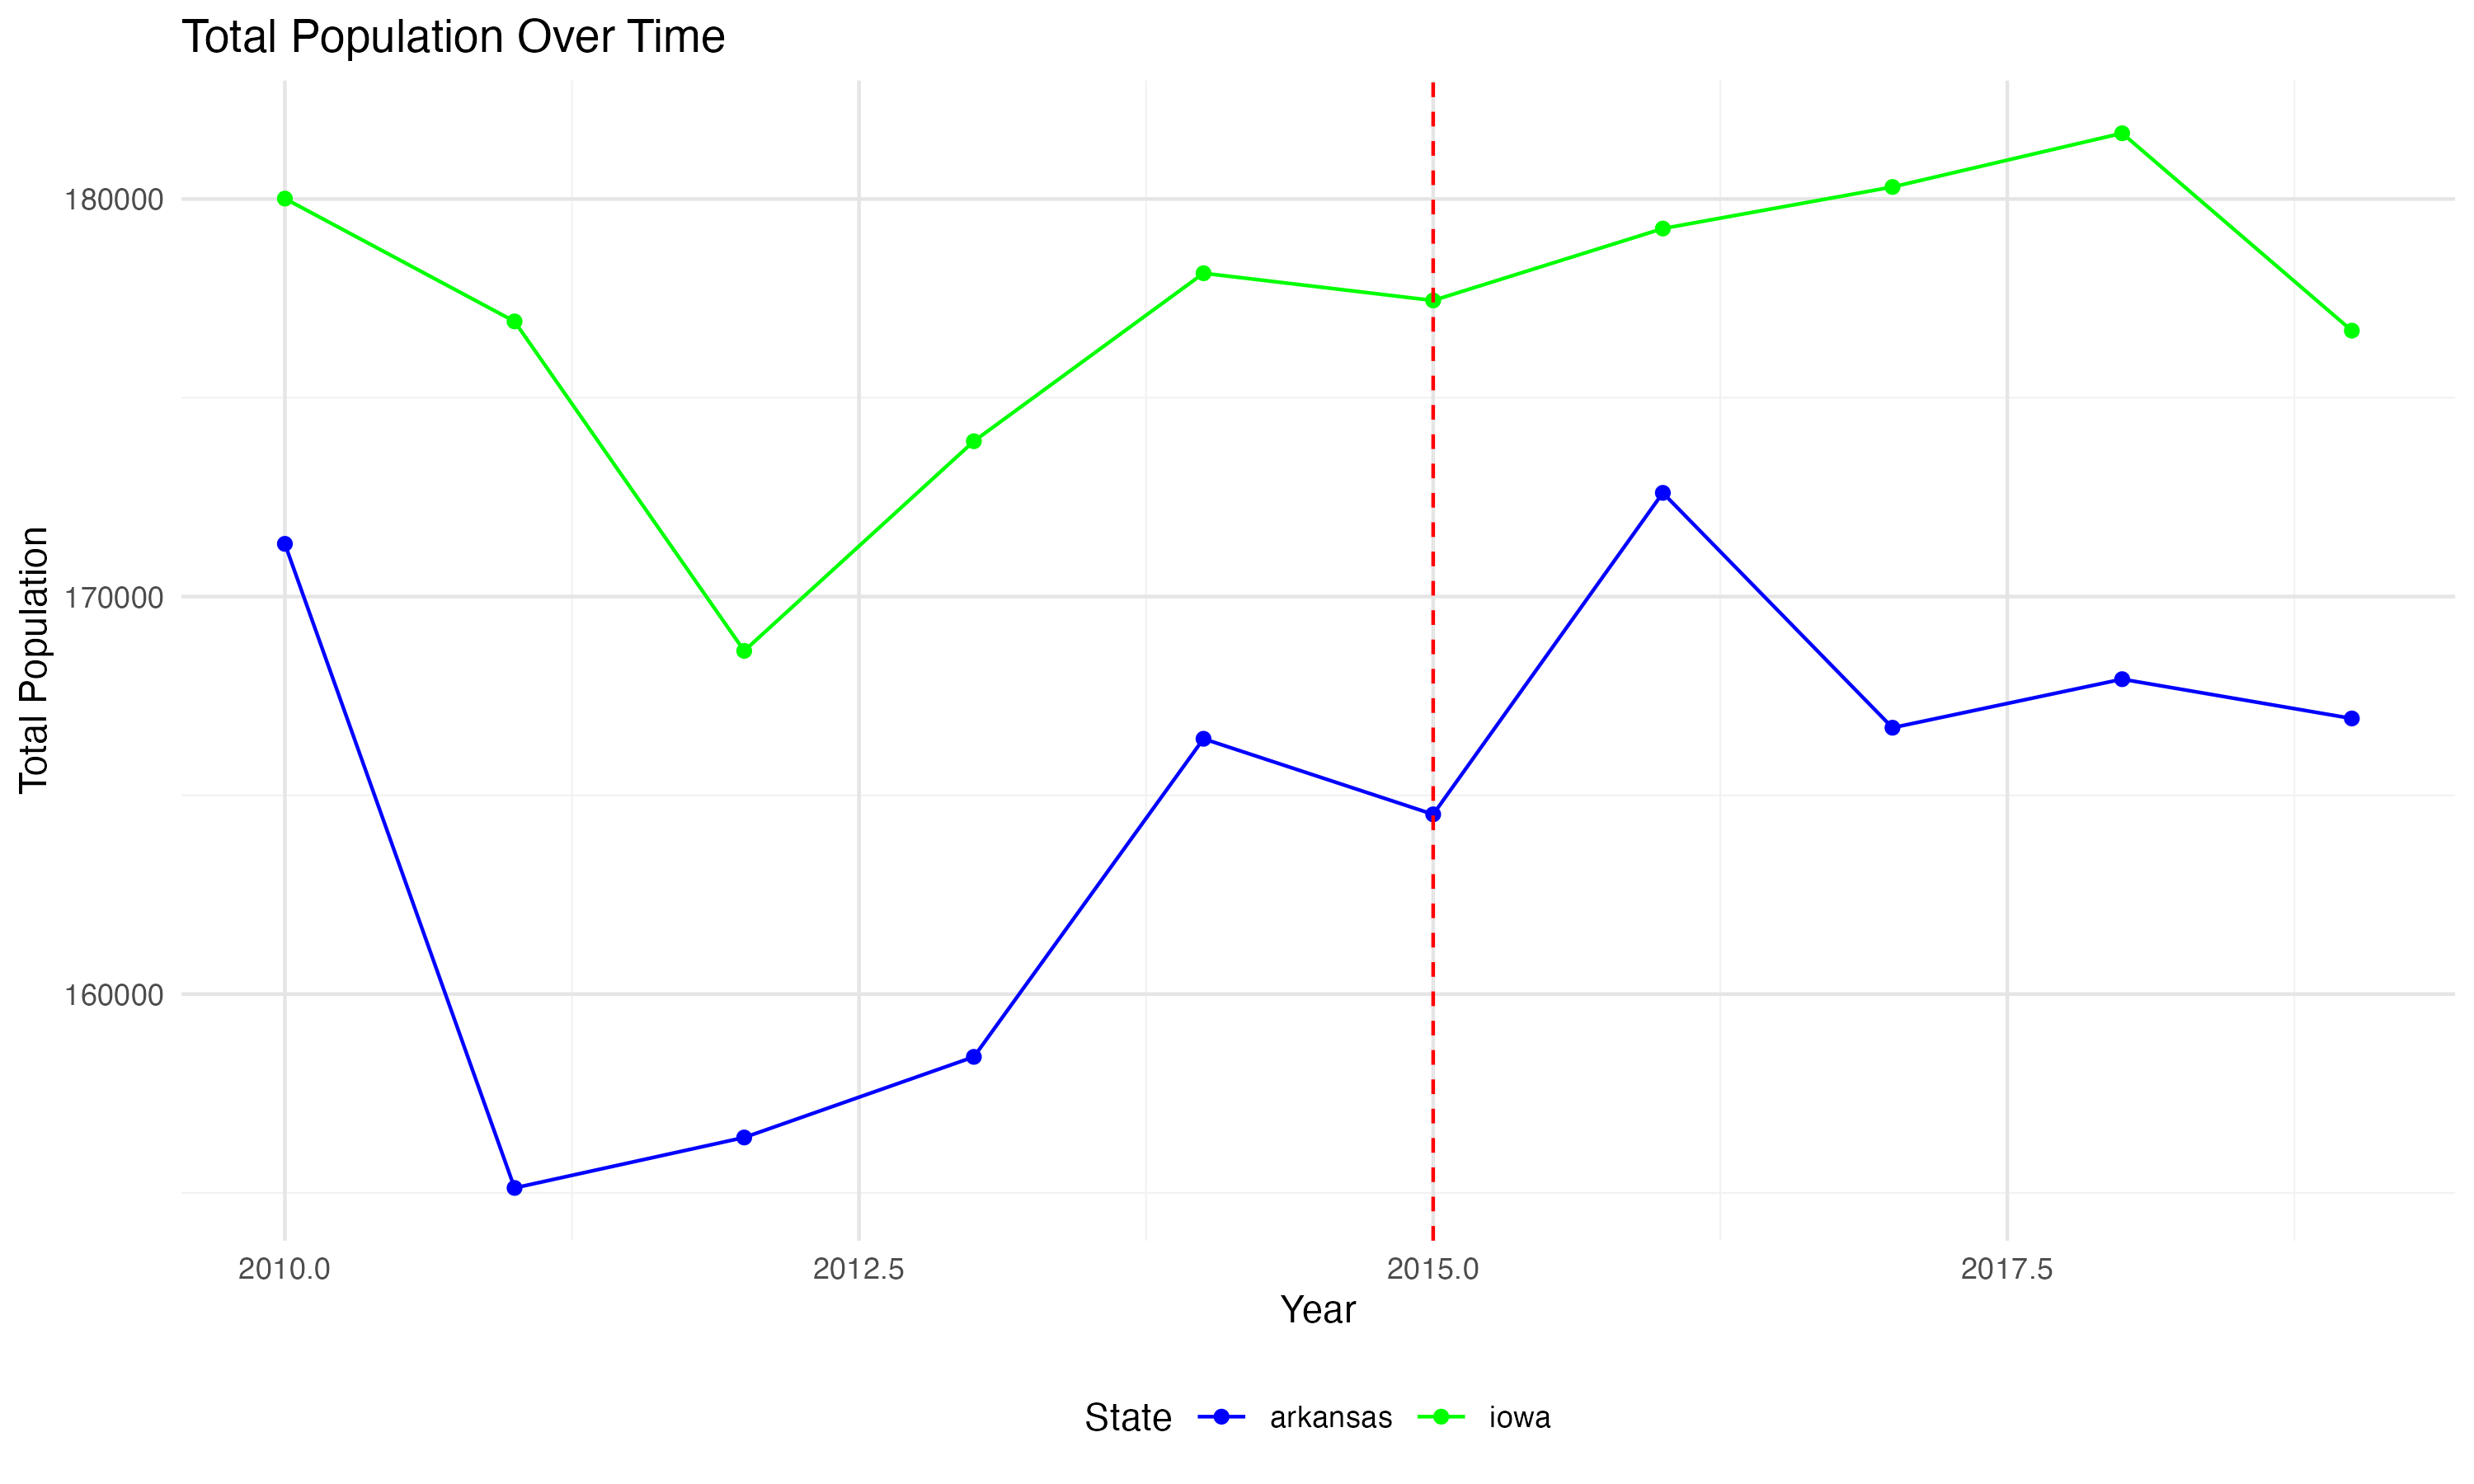 Total Population Over Time
Total Population
180000
170000
160000
2010.0 2012.5 2015.0 2017.5
Year
State arkansas iowa